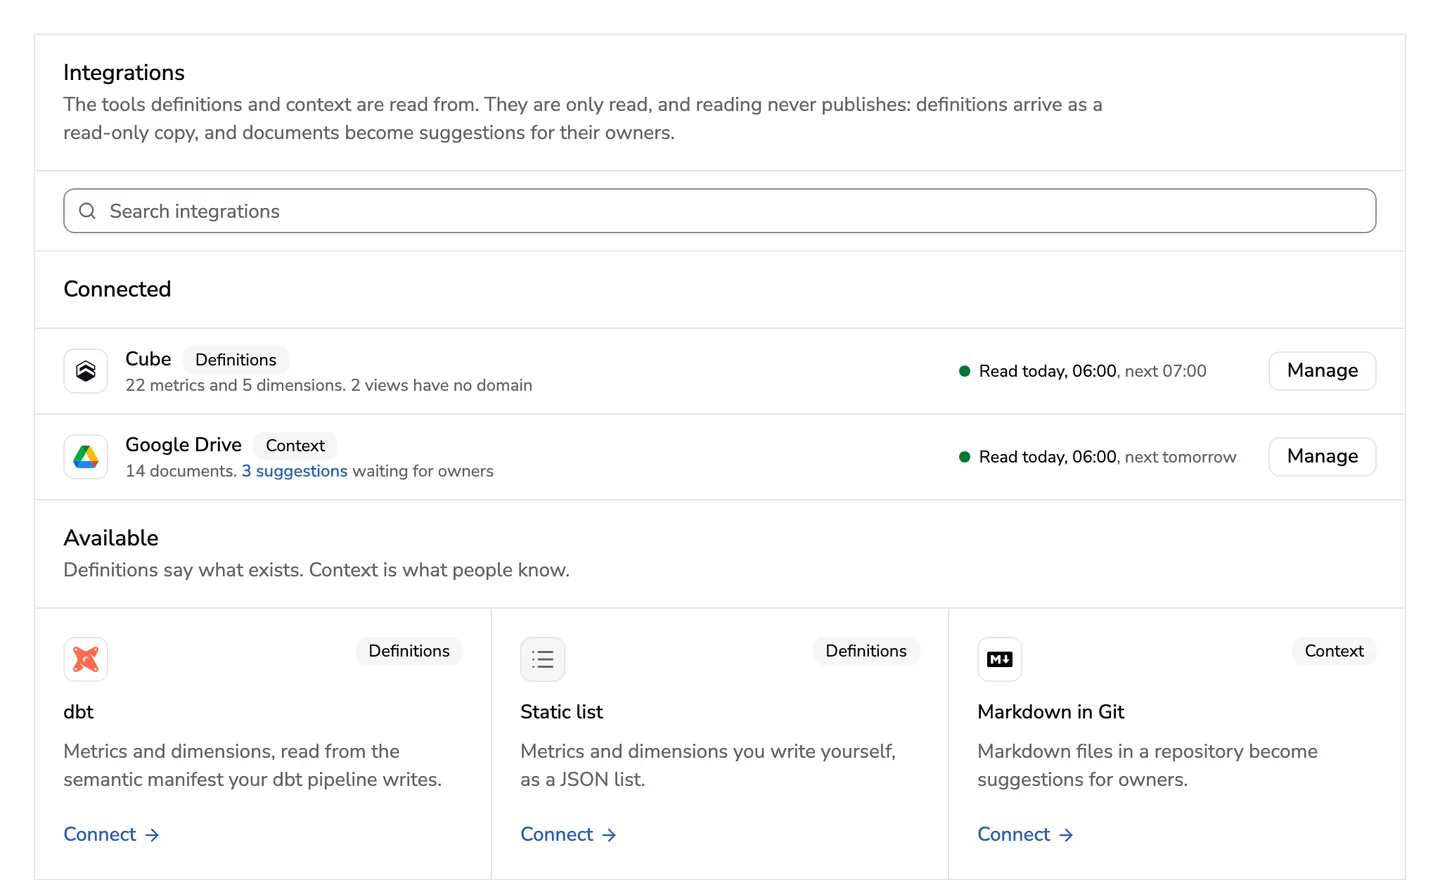 Integrations
The tools definitions and context are read from. They are only read, and reading never publishes: definitions arrive as a
read-only copy, and documents become suggestions for their owners.
Search integrations
Connected
Cube Definitions
22 metrics and 5 dimensions. 2 views have no domain
Read today, 06:00, next 07:00
Manage
Google Drive Context
14 documents. 3 suggestions waiting for owners
Read today, 06:00, next tomorrow
Manage
Available
Definitions say what exists. Context is what people know.
Definitions
dbt
Metrics and dimensions, read from the
semantic manifest your dbt pipeline writes.
Connect →
Definitions
Static list
Metrics and dimensions you write yourself,
as a JSON list.
Connect →
M↓
Context
Markdown in Git
Markdown files in a repository become
suggestions for owners.
Connect →